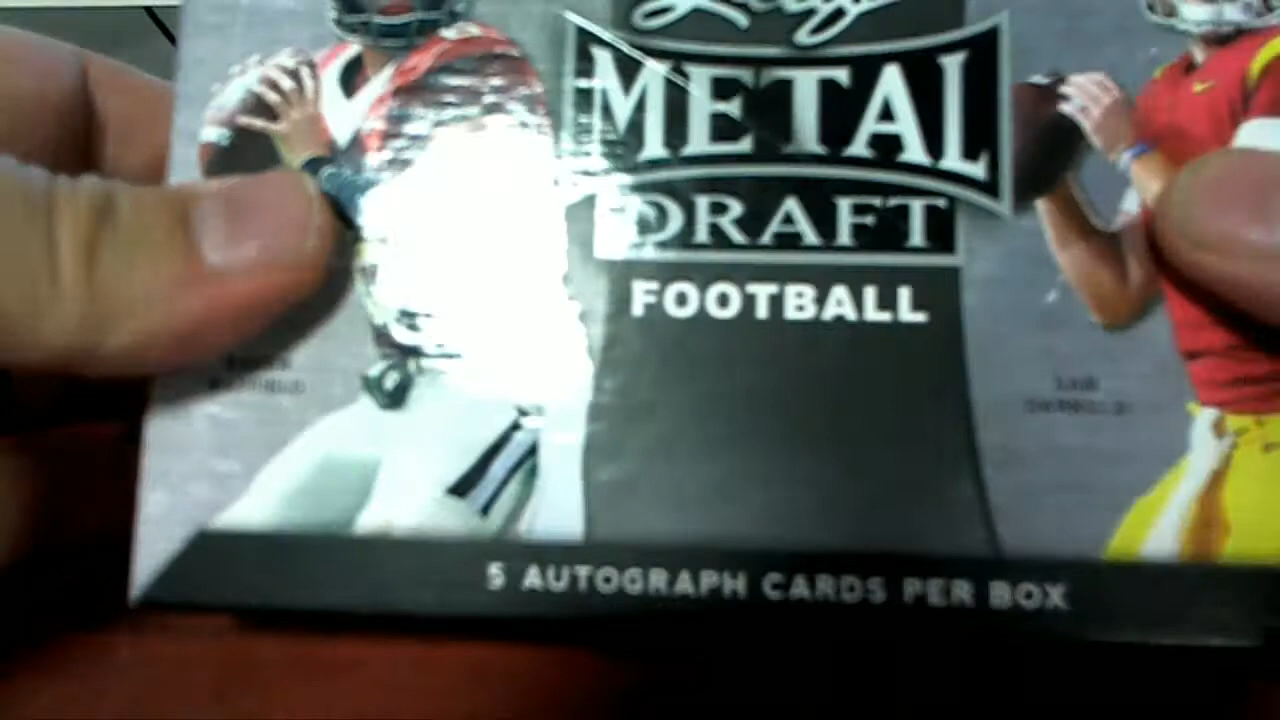 METAL
DRAFT
FOOTBALL
5 AUTOGRAPH CARDS PER BOX